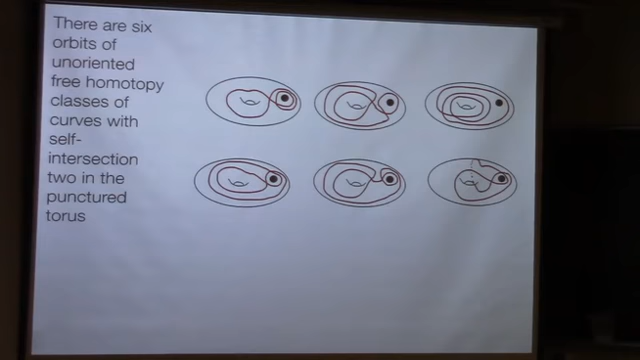 There are six
orbits of
unoriented
free homotopy
classes of
curves with
self-
intersection
two in the
punctured
torus